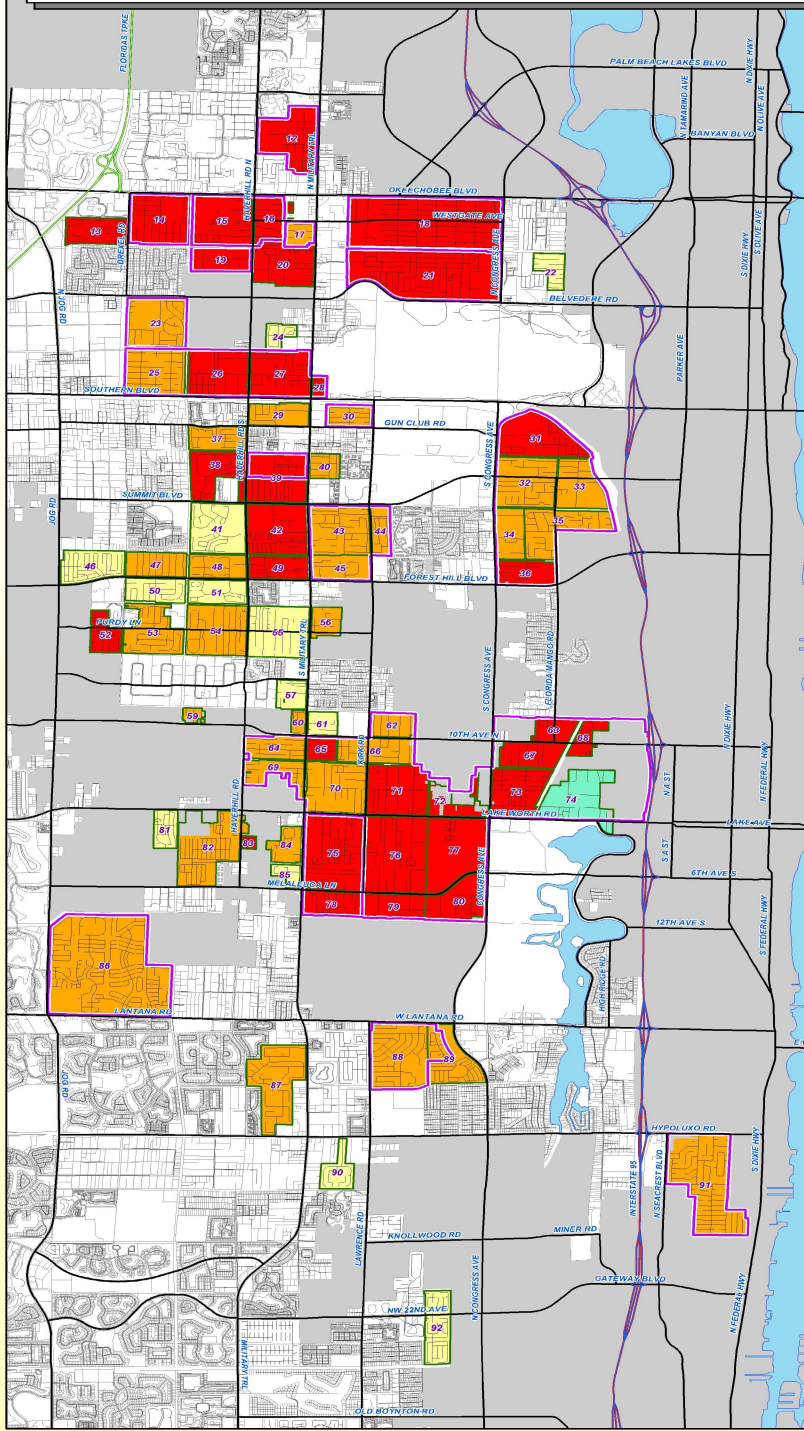 FLORIDAS TPKE
PALM BEACH LAKES BLVD
N DIXIE HWY
N TAMARIND AVE
N OLIVE AVE
BANYAN BLVD
12
N MILITARY TRL
HAVERHILL RD N
OKEECHOBEE BLVD
13
DREXEL RD
14
15
16
17
18
WESTGATE AVE
N CONGRESS AVE
19
20
21
22
S DIXIE HWY
S OLIVE AVE
N JOG RD
BELVEDERE RD
23
24
PARKER AVE
25
26
27
28
SOUTHERN BLVD
29
30
GUN CLUB RD
HAVERHILL RD S
S CONGRESS AVE
31
37
38
39
40
SUMMIT BLVD
JOG RD
32
33
41
42
43
44
34
35
46
47
48
49
45
36
FOREST HILL BLVD
50
51
PURDY LN
52
53
54
55
56
S MILITARY TRL
S CONGRESS AVE
FLORIDA MANGO RD
57
59
60
61
62
10TH AVE N
63
68
N DIXIE HWY
KIRK RD
64
65
66
67
69
70
71
72
73
74
N A ST
N FEDERAL HWY
HAVERHILL RD
LAKE WORTH RD
LAKE AVE
81
82
83
84
85
75
76
77
CONGRESS AVE
S A ST
6TH AVE S
MELALEUCA LN
78
79
80
12TH AVE S
S FEDERAL HWY
86
HIGH RIDGE RD
LANTANA RD
W LANTANA RD
JOG RD
87
88
89
HYPOLUXO RD
90
91
INTERSTATE 95
N SEACREST BLVD
S DIXIE HWY
LAWRENCE RD
KNOLLWOOD RD
MINER RD
N CONGRESS AVE
GATEWAY BLVD
NW 22ND AVE
92
N FEDERAL HWY
MILITARY TRL
OLD BOYNTON RD